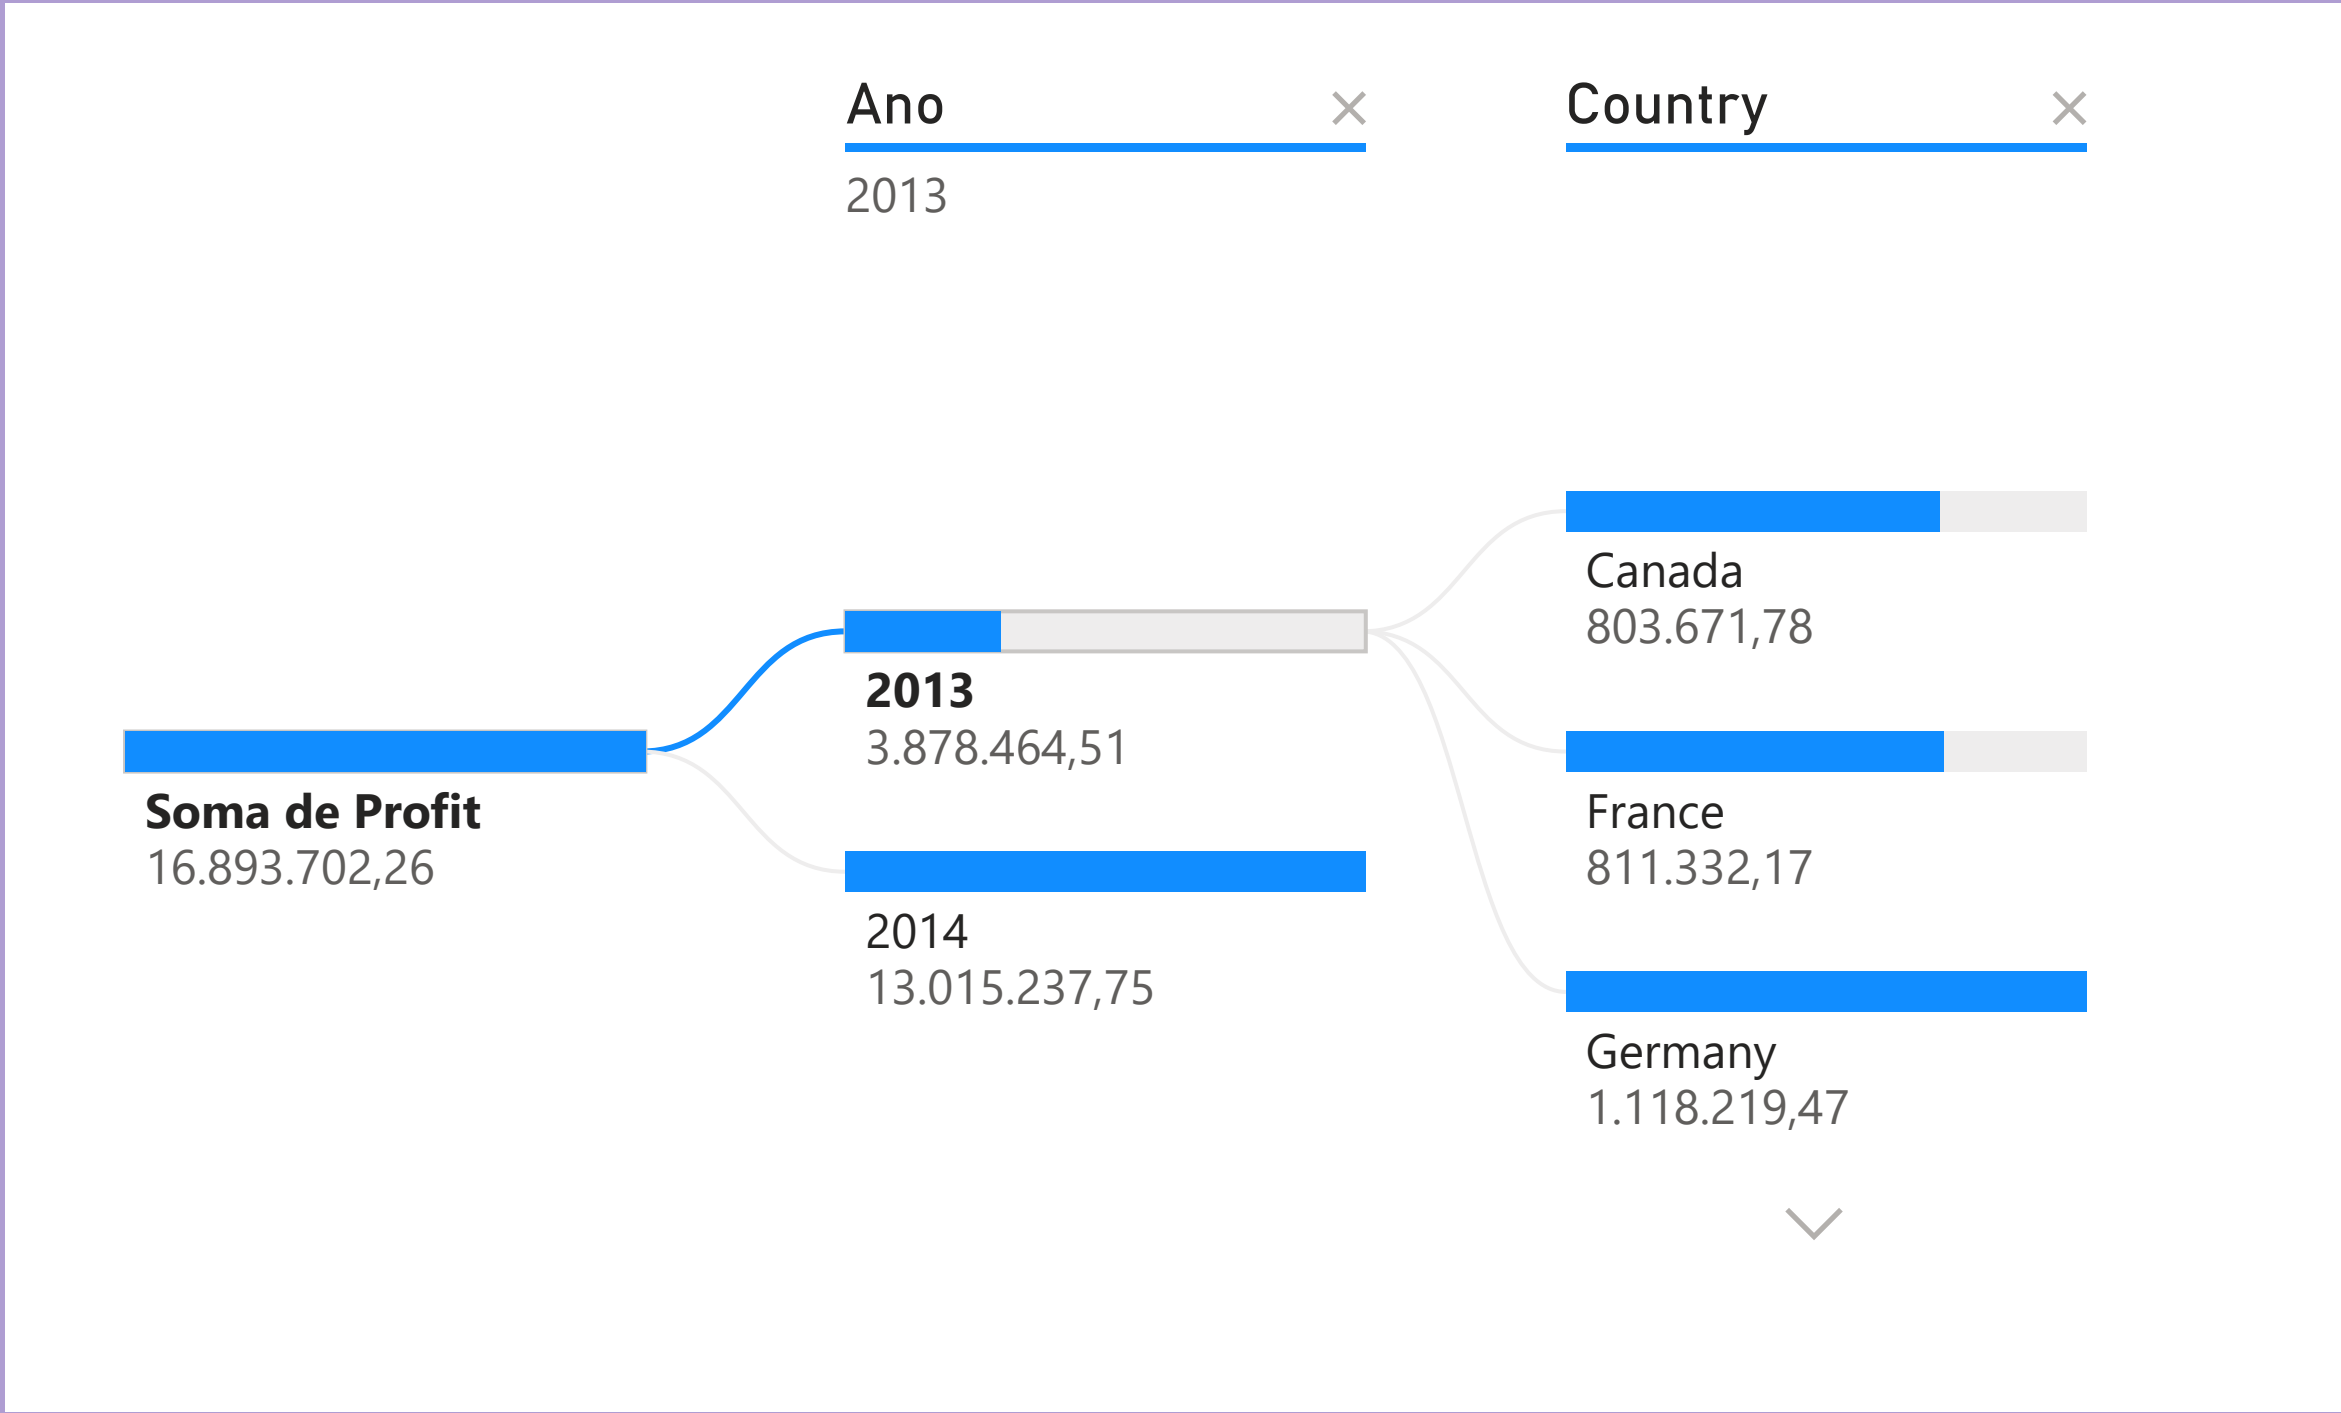 Ano
Country
2013
Soma de Profit
16.893.702,26
2013
3.878.464,51
2014
13.015.237,75
Canada
803.671,78
France
811.332,17
Germany
1.118.219,47